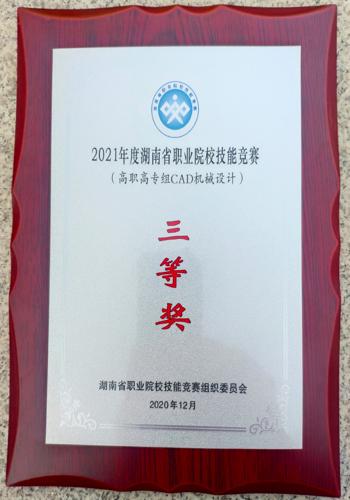 2021年度湖南省职业院校技能竞赛
（高职高专组CAD机械设计）
三
等
奖
湖南省职业院校技能竞赛组织委员会
2020年12月